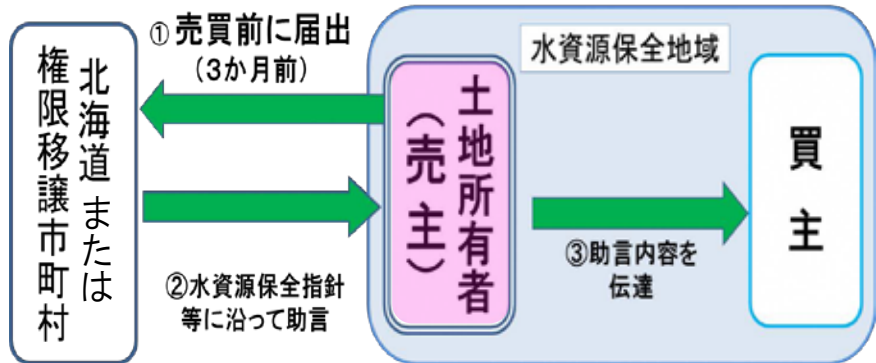 北海道または
権限移譲市町村
①売買前に届出
（３か月前）
②水資源保全指針
等に沿って助言
水資源保全地域
土地所有者
（売主）
③助言内容を
伝達
買主